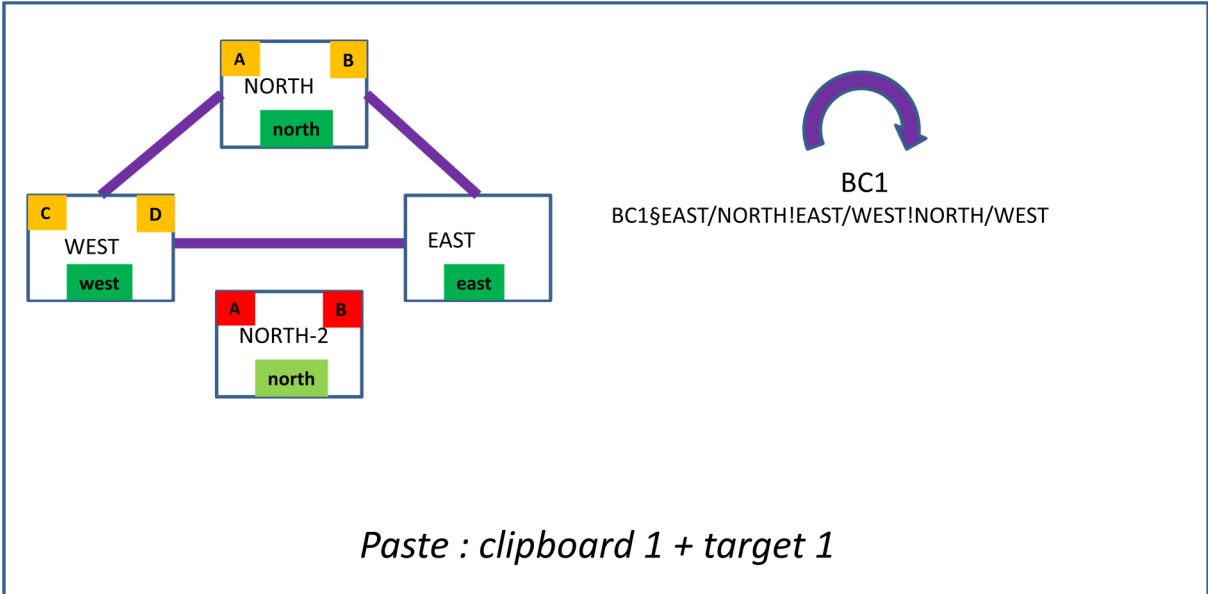 A B
NORTH
north
C D
WEST
west
EAST
east
A B
NORTH-2
north
BC1
BC1§EAST/NORTH!EAST/WEST!NORTH/WEST
Paste : clipboard 1 + target 1